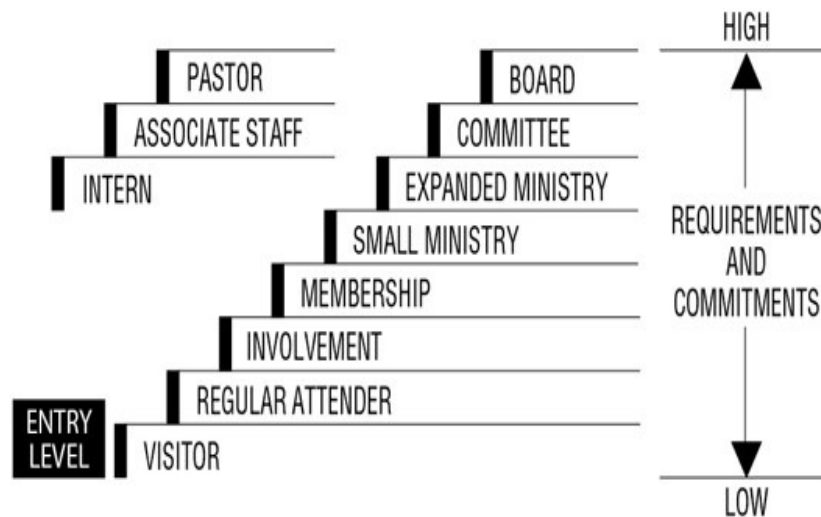 HIGH
PASTOR
BOARD
ASSOCIATE STAFF
COMMITTEE
INTERN
EXPANDED MINISTRY
SMALL MINISTRY
REQUIREMENTS
AND
COMMITMENTS
MEMBERSHIP
INVOLVEMENT
REGULAR ATTENDER
ENTRY
LEVEL
VISITOR
LOW